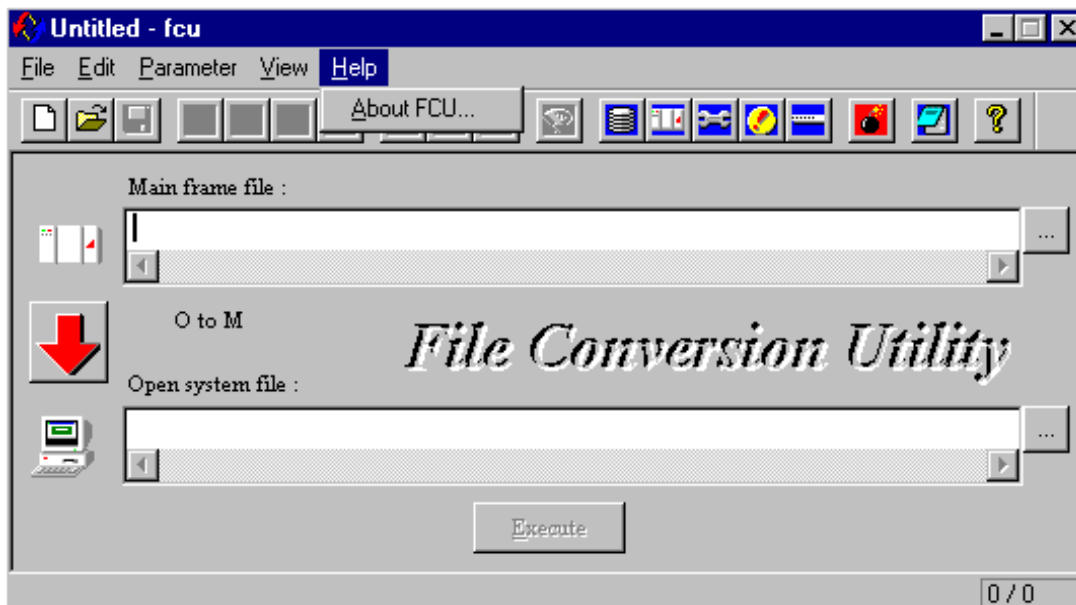 Untitled - fcu
File Edit Parameter View Help
About FCU...
Main frame file :
...
O to M
File Conversion Utility
Open system file :
...
Execute
0 / 0